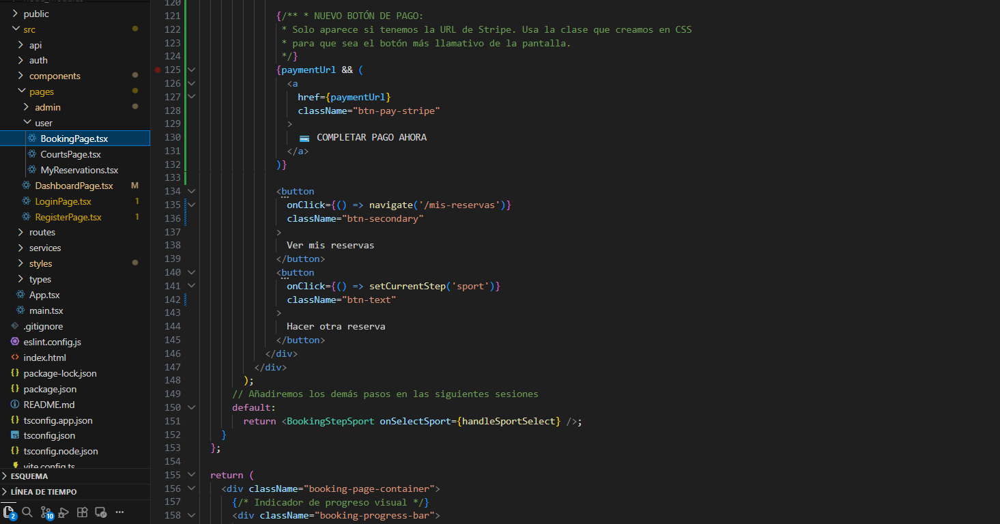 public
src
api
auth
components
pages
admin
user
BookingPage.tsx
CourtsPage.tsx
MyReservations.tsx
DashboardPage.tsx M
LoginPage.tsx 1
RegisterPage.tsx 1
routes
services
styles
types
App.tsx
main.tsx
.gitignore
eslint.config.js
index.html
package-lock.json
package.json
README.md
tsconfig.app.json
tsconfig.json
tsconfig.node.json
vite.config.ts
ESQUEMA
LÍNEA DE TIEMPO
2
10
120
121 {/** * NUEVO BOTÓN DE PAGO:
122 * Solo aparece si tenemos la URL de Stripe. Usa la clase que creamos en CSS
123 * para que sea el botón más llamativo de la pantalla.
124 */}
125 {paymentUrl && (
126 <a
127 href={paymentUrl}
128 className="btn-pay-stripe"
129 >
130 💳 COMPLETAR PAGO AHORA
131 </a>
132 )}
133
134 <button
135 onClick={() => navigate('/mis-reservas')}
136 className="btn-secondary"
137 >
138 Ver mis reservas
139 </button>
140 <button
141 onClick={() => setCurrentStep('sport')}
142 className="btn-text"
143 >
144 Hacer otra reserva
145 </button>
146 </div>
147 </div>
148 );
149 // Añadiremos los demás pasos en las siguientes sesiones
150 default:
151 return <BookingStepSport onSelectSport={handleSportSelect} />;
152 }
153 };
154
155 return (
156 <div className="booking-page-container">
157 {/* Indicador de progreso visual */}
158 <div className="booking-progress-bar">